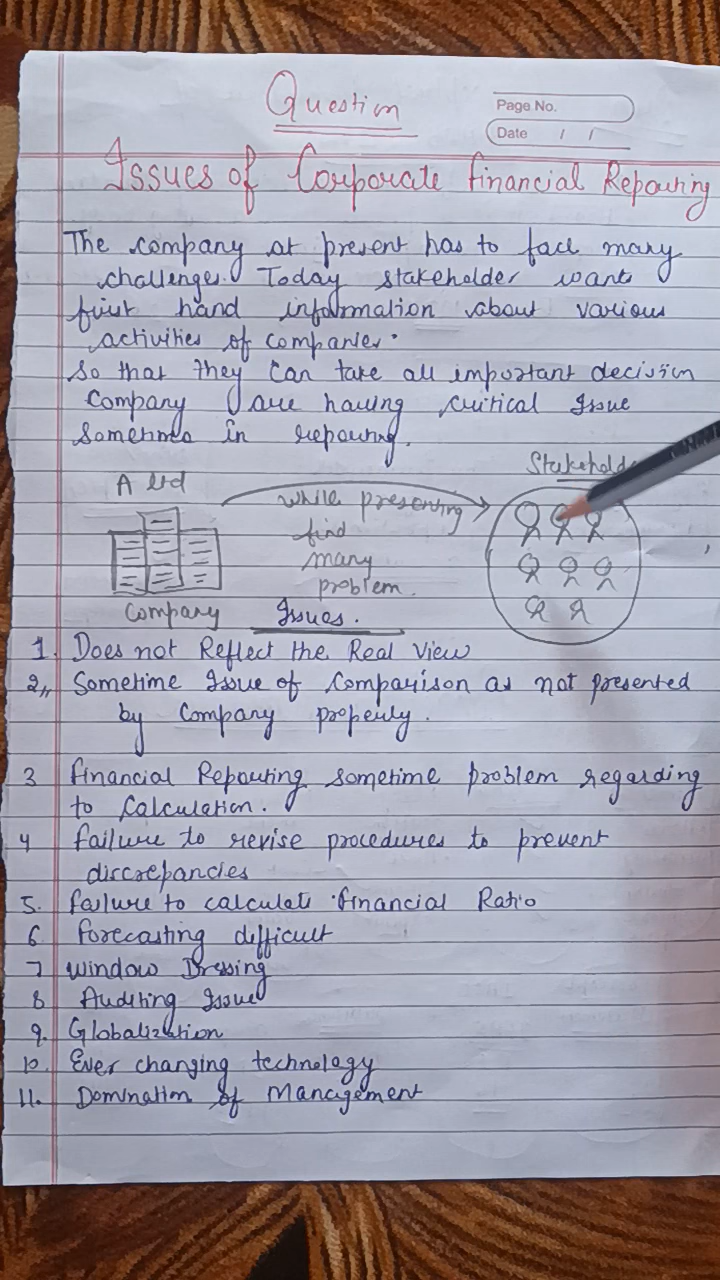 Question
Page No.
Date / /
Issues of Corporate Financial Reporting
The company at present has to face many
challenges. Today stakeholder wants
first hand information about various
activities of companies.
so that they can take all important decision
Company are having critical Issue
sometimes in reporting.
Stakehold
A ltd
while presenting
find
many
problem.
Company
Issues.
1. Does not Reflect the Real View
2,, Sometime Issue of Comparison as not presented
by Company properly.
3 Financial Reporting sometime problem regarding
to Calculation.
4 failure to revise procedures to prevent
discrepancies
5. failure to calculate financial Ratio
6 forecasting difficult
7 Window Dressing
8 Auditing Issue
9. Globalization
10. Ever changing technology
11. Domination of Management